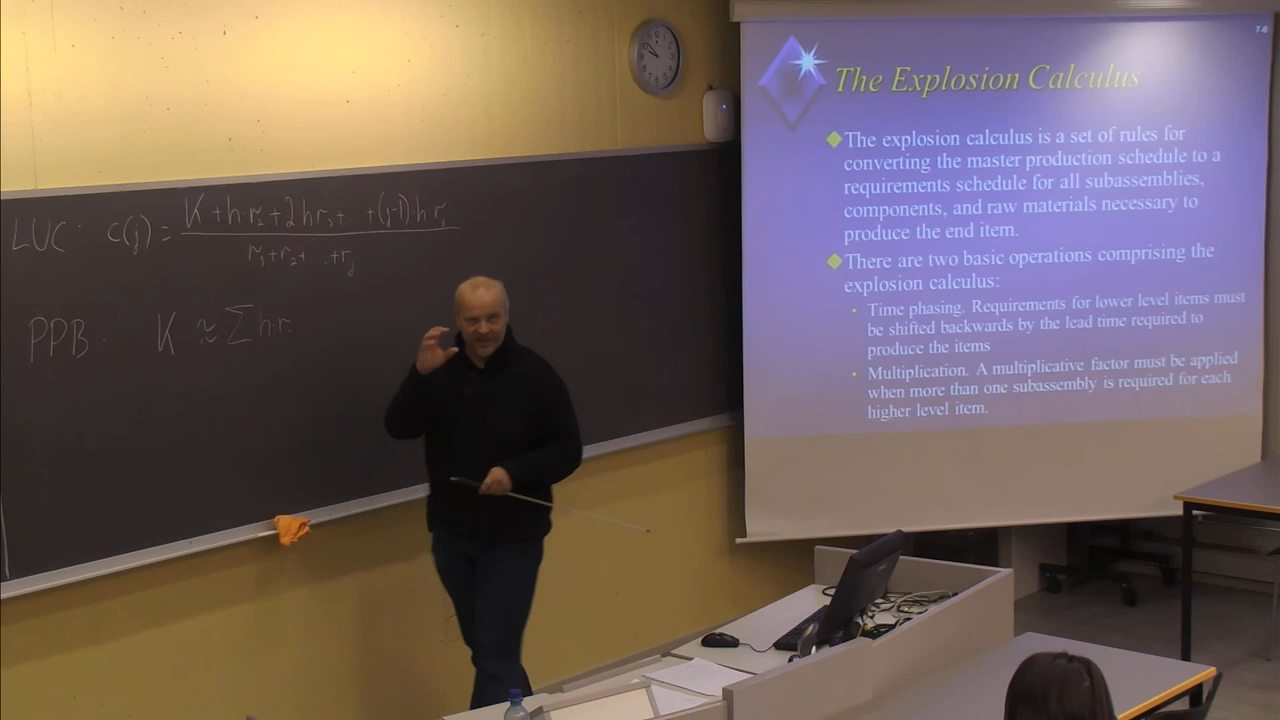 LUC: c(j) = K + h·r₂ + 2hr₃ + ... + (j-1)·h·rⱼ
r₁ + r₂ + ... + rⱼ
PPB: K ≈ ∑ h·rᵢ
7-6
The Explosion Calculus
The explosion calculus is a set of rules for
converting the master production schedule to a
requirements schedule for all subassemblies,
components, and raw materials necessary to
produce the end item.
There are two basic operations comprising the
explosion calculus:
Time phasing. Requirements for lower level items must
be shifted backwards by the lead time required to
produce the items
Multiplication. A multiplicative factor must be applied
when more than one subassembly is required for each
higher level item.